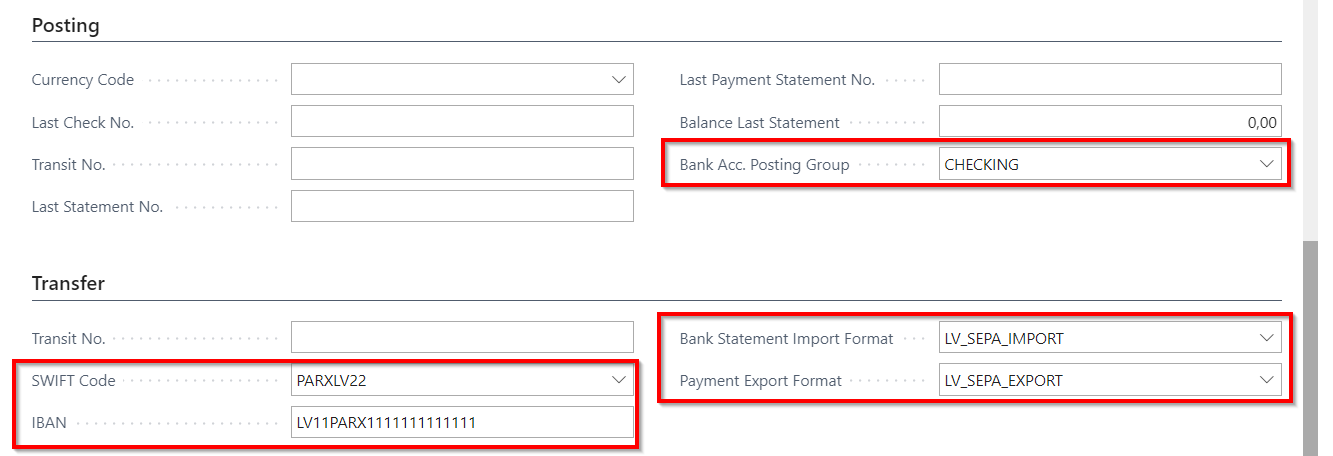 Posting
Currency Code
Last Payment Statement No.
Last Check No.
Balance Last Statement 0,00
Transit No.
Bank Acc. Posting Group CHECKING
Last Statement No.
Transfer
Transit No.
Bank Statement Import Format LV_SEPA_IMPORT
SWIFT Code PARXLV22
Payment Export Format LV_SEPA_EXPORT
IBAN LV11PARX1111111111111